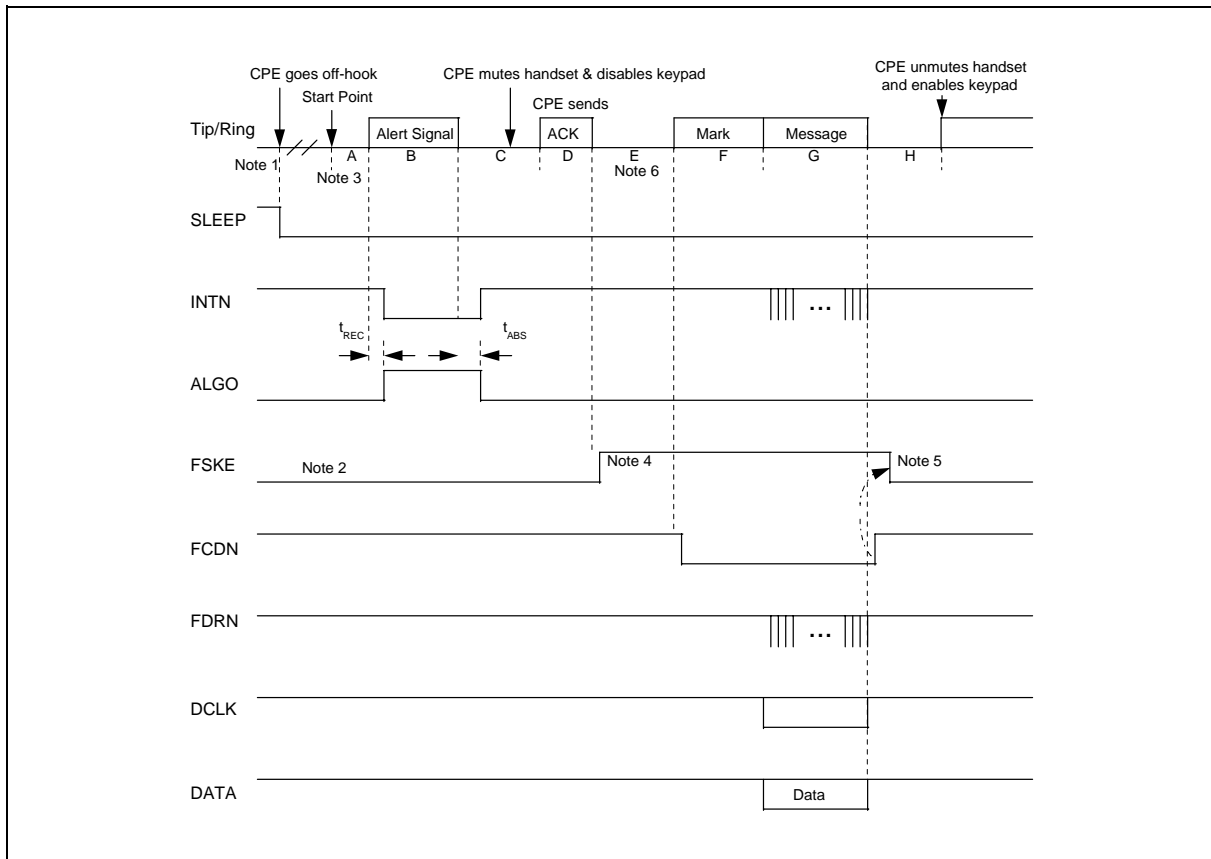 CPE goes off-hook
Start Point
CPE mutes handset & disables keypad
CPE sends
CPE unmutes handset
and enables keypad
Tip/Ring
Alert Signal
ACK
Mark
Message
A
B
C
D
E
F
G
H
Note 1
Note 3
Note 6
SLEEP
INTN
...
tREC
tABS
ALGO
FSKE
Note 2
Note 4
Note 5
FCDN
FDRN
...
DCLK
DATA
Data